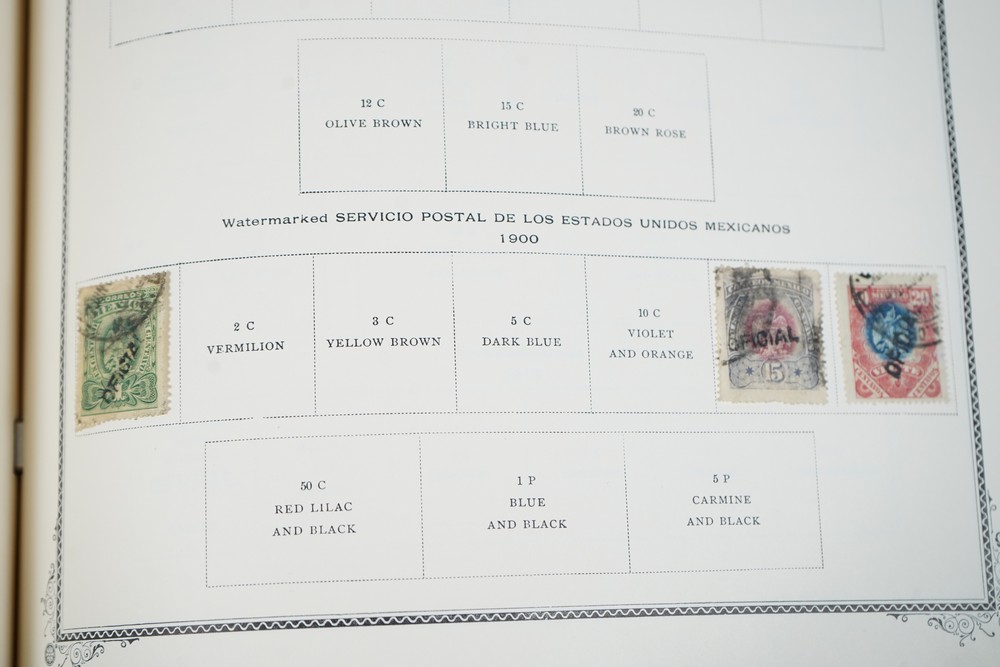 12 C
OLIVE BROWN
15 C
BRIGHT BLUE
20 C
BROWN ROSE
Watermarked SERVICIO POSTAL DE LOS ESTADOS UNIDOS MEXICANOS
1900
2 C
VERMILION
3 C
YELLOW BROWN
5 C
DARK BLUE
10 C
VIOLET
AND ORANGE
OFICIAL
15
20
50 C
RED LILAC
AND BLACK
1 P
BLUE
AND BLACK
5 P
CARMINE
AND BLACK